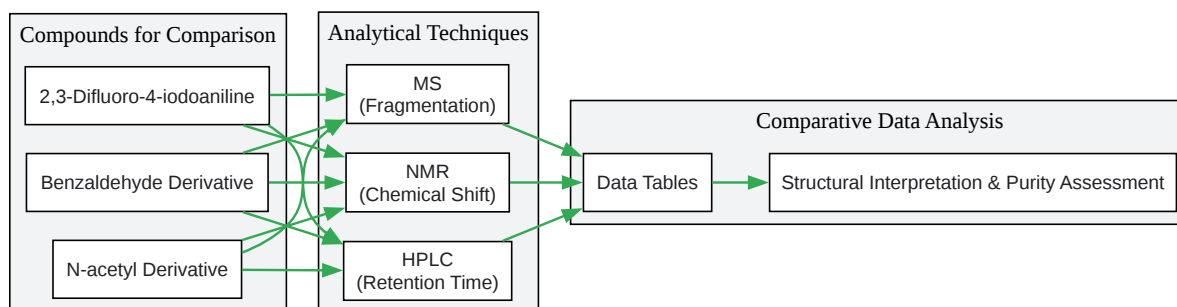 Compounds for Comparison
2,3-Difluoro-4-iodoaniline
Benzaldehyde Derivative
N-acetyl Derivative
Analytical Techniques
MS
(Fragmentation)
NMR
(Chemical Shift)
HPLC
(Retention Time)
Comparative Data Analysis
Data Tables
Structural Interpretation & Purity Assessment